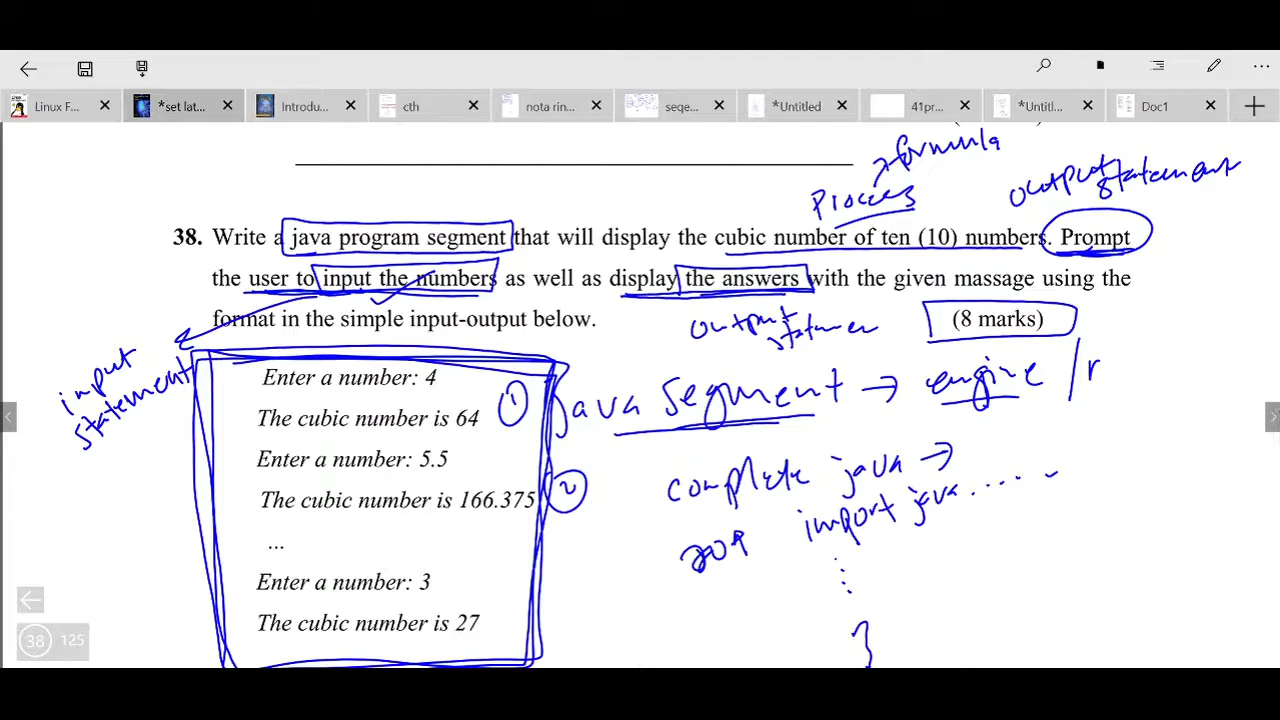 Linux F...
*set lat...
Introdu...
cth
nota rin...
seqe...
*Untitled
41pr...
*Untitl...
Doc1
formula
Process
output statement
38. Write a java program segment that will display the cubic number of ten (10) numbers. Prompt
the user to input the numbers as well as display the answers with the given massage using the
format in the simple input-output below. (8 marks)
output statemen
input statement
Enter a number: 4
The cubic number is 64
1
Enter a number: 5.5
The cubic number is 166.375
2
...
Enter a number: 3
The cubic number is 27
java segment → engine / r
complete java →
import java.....
}
38 125